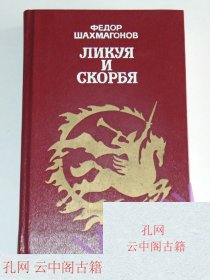 ФЕДОР
ШАХМАГОНОВ
ЛИКУЯ
И
СКОРБЯ
孔网
云中阁古籍
孔网 云中阁古籍